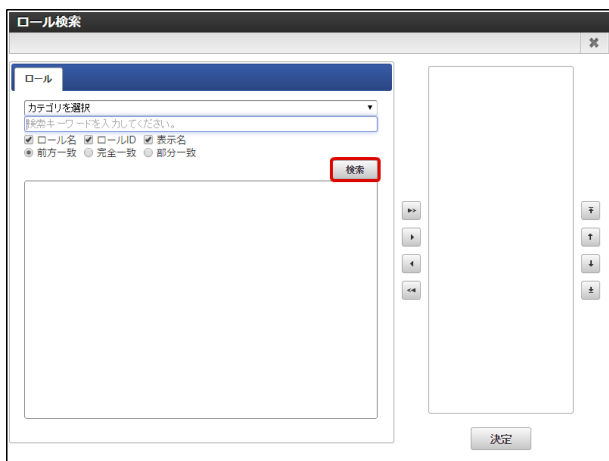 ロール検索
ロール
カテゴリを選択
検索キーワードを入力してください。
ロール名 ロールID 表示名
前方一致 完全一致 部分一致
検索
決定